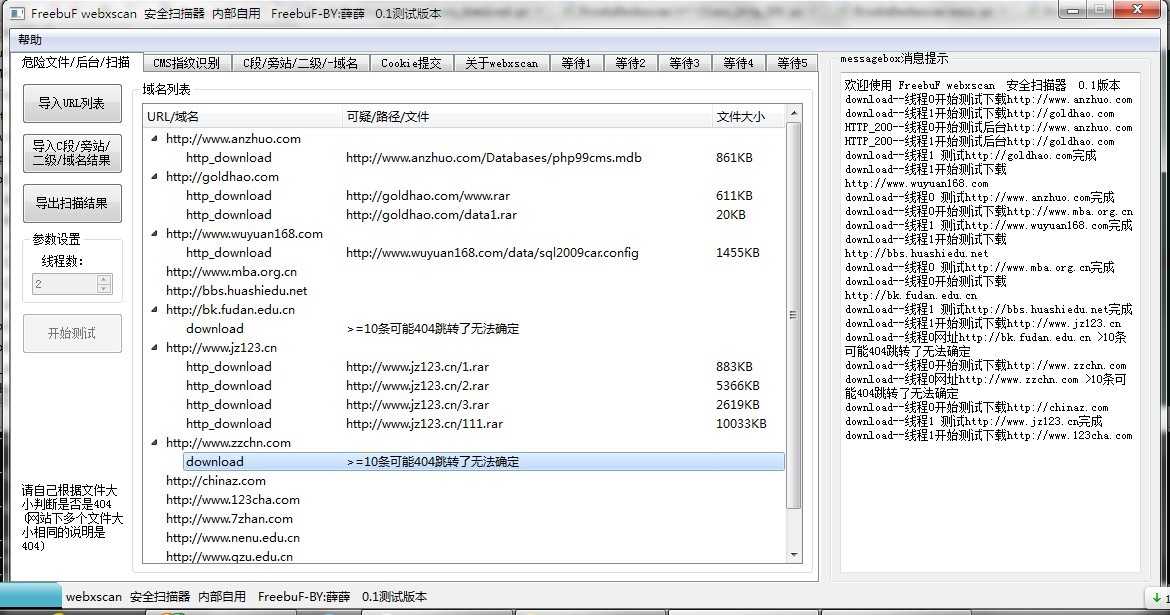 FreebuF webxscan 安全扫描器 内部自用 FreebuF-BY:薛薛 0.1测试版本
帮助
危险文件/后台/扫描 CMS指纹识别 C段/旁站/二级/-域名 Cookie提交 关于webxscan 等待1 等待2 等待3 等待4 等待5
导入URL列表
导入C段/旁站/
二级/域名结果
导出扫描结果
参数设置
线程数:
2
开始测试
请自己根据文件大
小判断是否是404
(网站下多个文件大
小相同的说明是
404)
域名列表
URL/域名 可疑/路径/文件 文件大小
http://www.anzhuo.com
http_download http://www.anzhuo.com/Databases/php99cms.mdb 861KB
http://goldhao.com
http_download http://goldhao.com/www.rar 611KB
http_download http://goldhao.com/data1.rar 20KB
http://www.wuyuan168.com
http_download http://www.wuyuan168.com/data/sql2009car.config 1455KB
http://www.mba.org.cn
http://bbs.huashiedu.net
http://bk.fudan.edu.cn
download >=10条可能404跳转了无法确定
http://www.jz123.cn
http_download http://www.jz123.cn/1.rar 883KB
http_download http://www.jz123.cn/2.rar 5366KB
http_download http://www.jz123.cn/3.rar 2619KB
http_download http://www.jz123.cn/111.rar 10033KB
http://www.zzchn.com
download >=10条可能404跳转了无法确定
http://chinaz.com
http://www.123cha.com
http://www.7zhan.com
http://www.nenu.edu.cn
http://www.gzu.edu.cn
messagebox消息提示
欢迎使用 FreebuF webxscan 安全扫描器 0.1版本
download--线程0开始测试下载http://www.anzhuo.com
download--线程1开始测试下载http://goldhao.com
HTTP_200--线程0开始测试后台http://www.anzhuo.com
HTTP_200--线程1开始测试后台http://goldhao.com
download--线程1 测试http://goldhao.com完成
download--线程1开始测试下载
http://www.wuyuan168.com
download--线程0 测试http://www.anzhuo.com完成
download--线程0开始测试下载http://www.mba.org.cn
download--线程1 测试http://www.wuyuan168.com完成
download--线程1开始测试下载
http://bbs.huashiedu.net
download--线程0 测试http://www.mba.org.cn完成
download--线程0开始测试下载
http://bk.fudan.edu.cn
download--线程1 测试http://bbs.huashiedu.net完成
download--线程1开始测试下载http://www.jz123.cn
download--线程0网址http://bk.fudan.edu.cn >10条
可能404跳转了无法确定
download--线程0开始测试下载http://www.zzchn.com
download--线程0网址http://www.zzchn.com >10条可
能404跳转了无法确定
download--线程0开始测试下载http://chinaz.com
download--线程1 测试http://www.jz123.cn完成
download--线程1开始测试下载http://www.123cha.com
webxscan 安全扫描器 内部自用 FreebuF-BY:薛薛 0.1测试版本